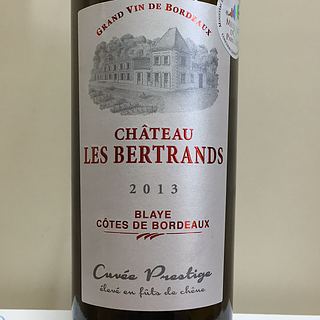 GRAND VIN DE BORDEAUX
CHÂTEAU
LES BERTRANDS
2013
BLAYE
CÔTES DE BORDEAUX
Cuvée Prestige
élevé en fûts de chêne